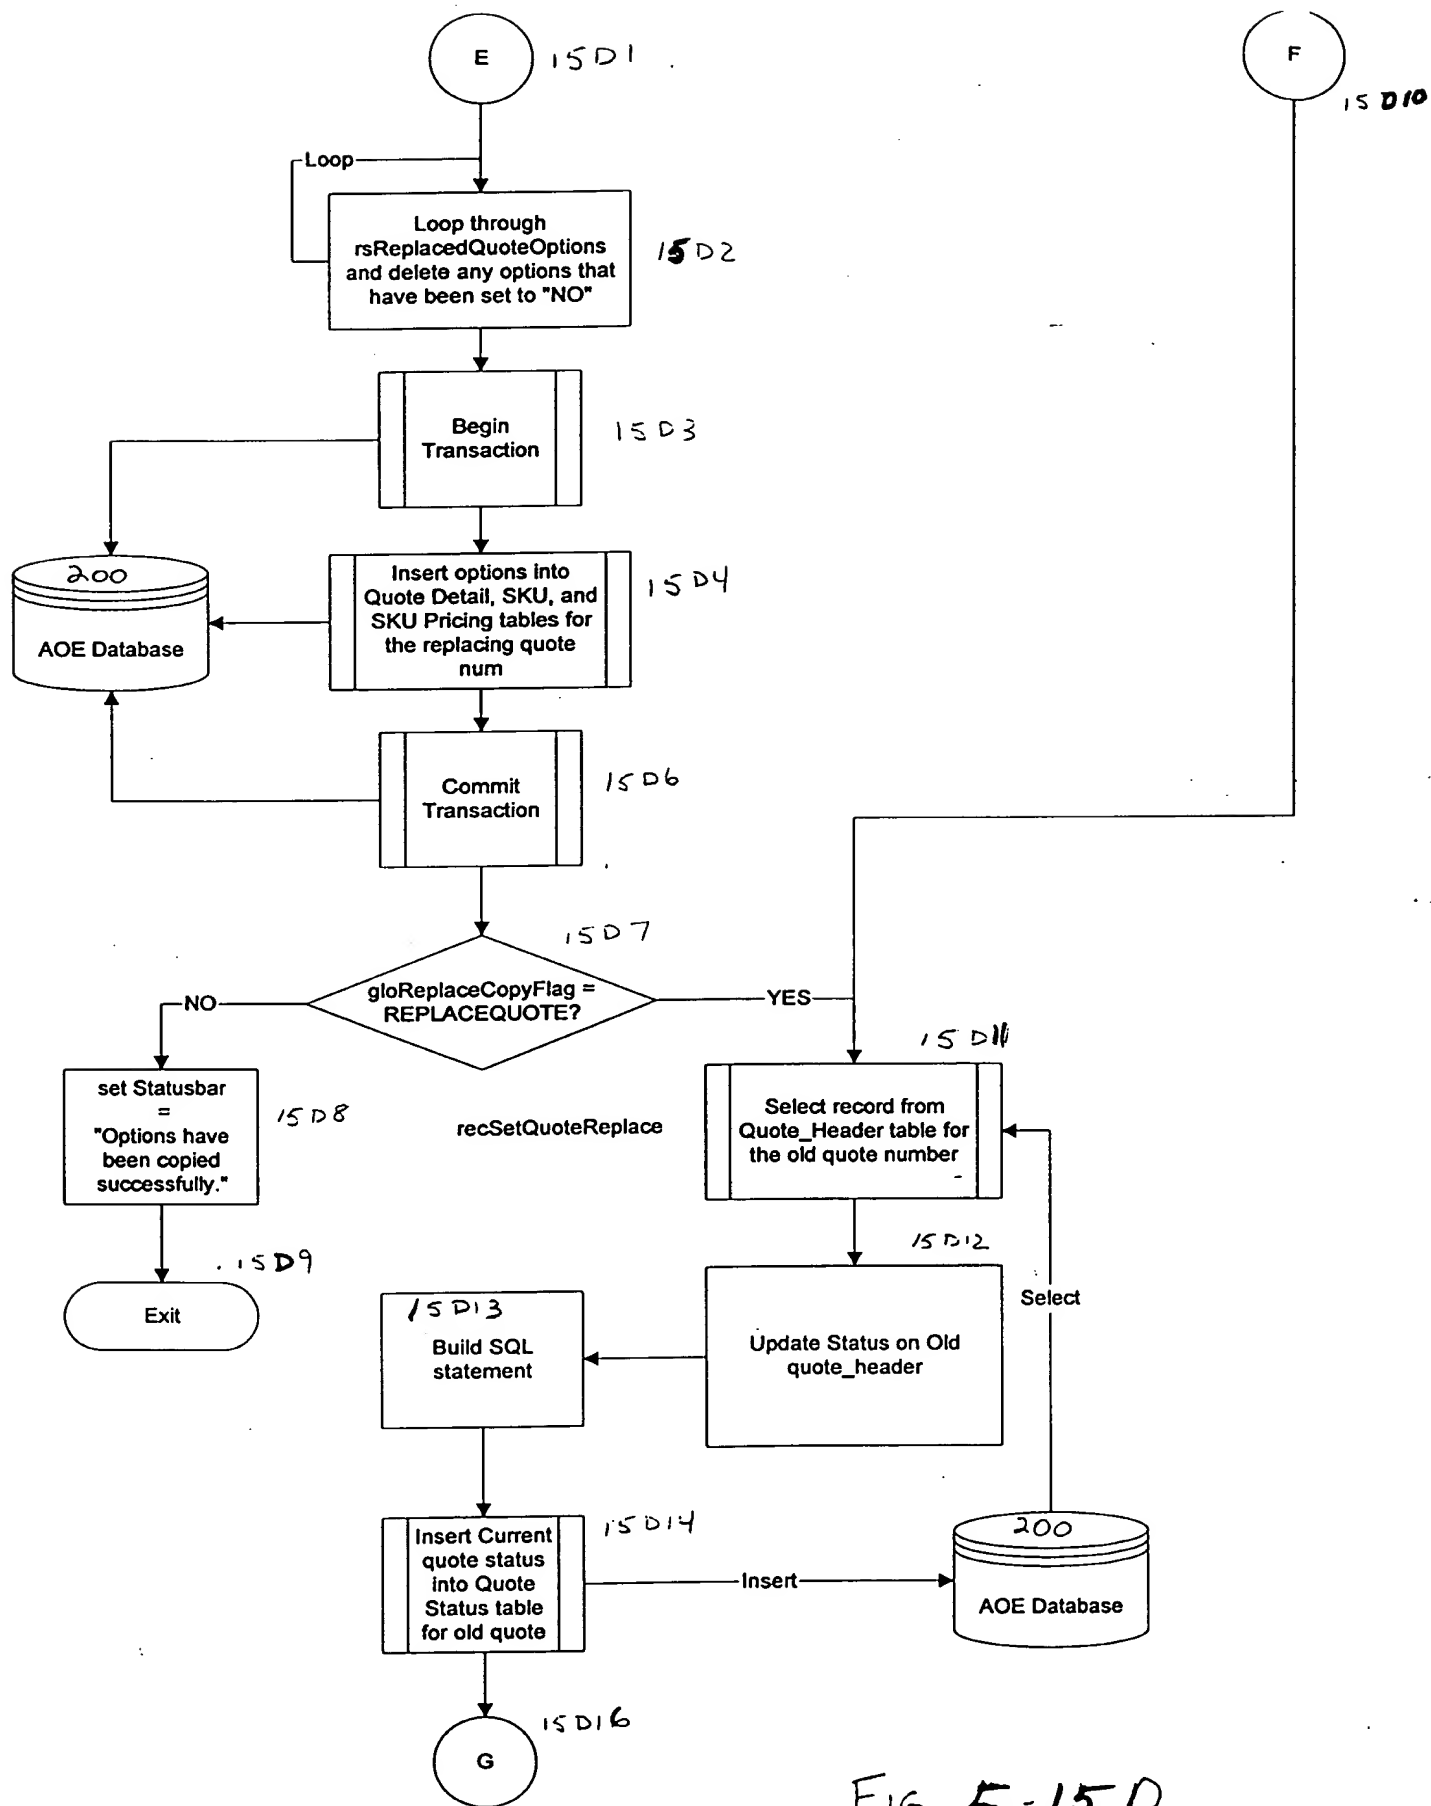 E
15D1
F
15D10
Loop
Loop through
rsReplacedQuoteOptions
and delete any options that
have been set to "NO"
15D2
Begin
Transaction
15D3
200
AOE Database
Insert options into
Quote Detail, SKU, and
SKU Pricing tables for
the replacing quote
num
15D4
Commit
Transaction
15D6
15D7
gloReplaceCopyFlag =
REPLACEQUOTE?
NO
YES
set Statusbar
=
"Options have
been copied
successfully."
15D8
recSetQuoteReplace
15D11
Select record from
Quote_Header table for
the old quote number
15D9
Exit
15D12
Update Status on Old
quote_header
Select
15D13
Build SQL
statement
Insert Current
quote status
into Quote
Status table
for old quote
15D14
Insert
200
AOE Database
G
15D16
FIG 5-15D